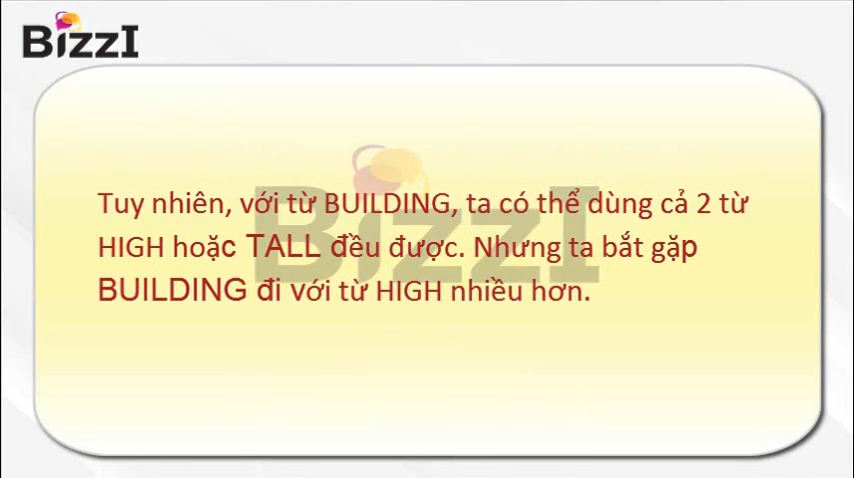 BizzI
Tuy nhiên, với từ BUILDING, ta có thể dùng cả 2 từ
HIGH hoặc TALL đều được. Nhưng ta bắt gặp
BUILDING đi với từ HIGH nhiều hơn.
BizzI